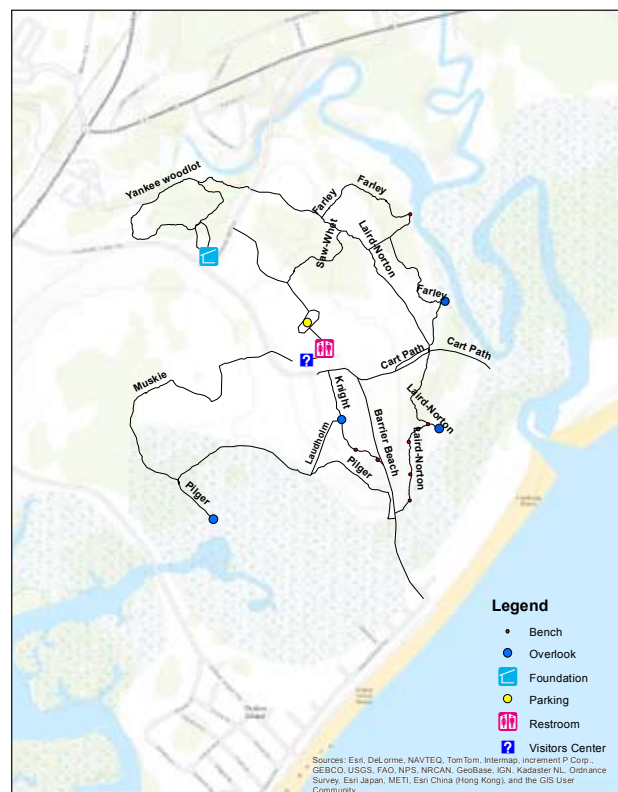 Yankee woodlot
Farley
Farley
Saw-Whet
Laird-Norton
Farley
Cart Path
Cart Path
Muskie
Knight
Laird-Norton
Barrier Beach
Laird-Norton
Laudholm
Pilger
Pilger
?
Legend
Bench
Overlook
Foundation
Parking
Restroom
? Visitors Center
Sources: Esri, DeLorme, NAVTEQ, TomTom, Intermap, increment P Corp.,
GEBCO, USGS, FAO, NPS, NRCAN, GeoBase, IGN, Kadaster NL, Ordnance
Survey, Esri Japan, METI, Esri China (Hong Kong), and the GIS User
Community